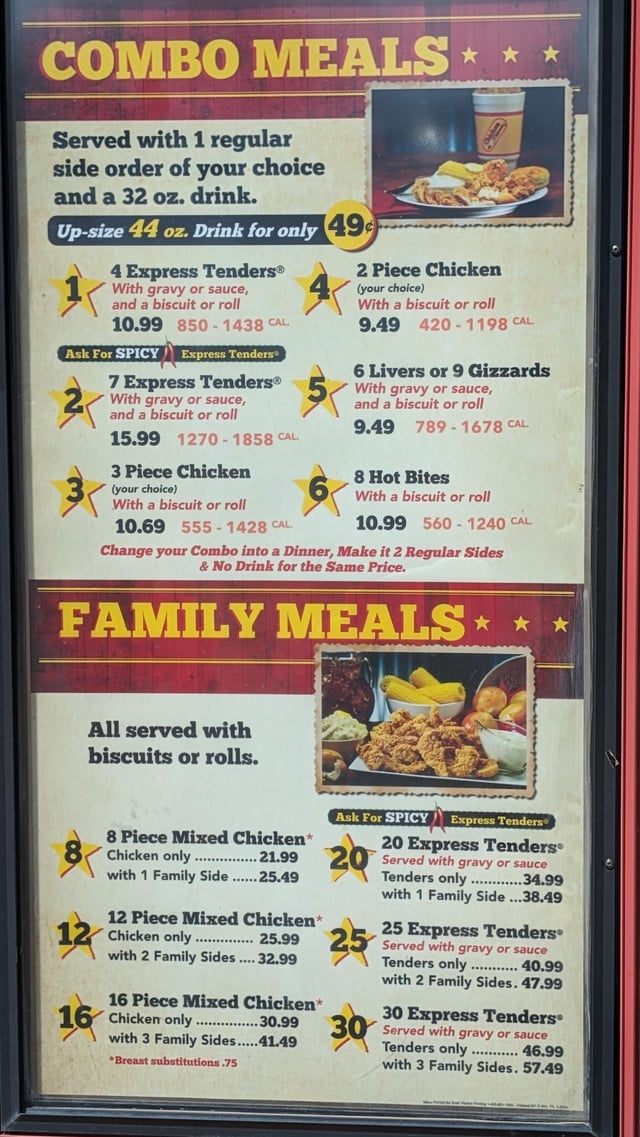 COMBO MEALS
Served with 1 regular
side order of your choice
and a 32 oz. drink.
Up-size 44 oz. Drink for only 49¢
1
4 Express Tenders®
With gravy or sauce,
and a biscuit or roll
10.99 850 - 1438 CAL.
Ask For SPICY Express Tenders®
2
7 Express Tenders®
With gravy or sauce,
and a biscuit or roll
15.99 1270 - 1858 CAL.
3
3 Piece Chicken
(your choice)
With a biscuit or roll
10.69 555 - 1428 CAL.
4
2 Piece Chicken
(your choice)
With a biscuit or roll
9.49 420 - 1198 CAL.
5
6 Livers or 9 Gizzards
With gravy or sauce,
and a biscuit or roll
9.49 789 - 1678 CAL.
6
8 Hot Bites
With a biscuit or roll
10.99 560 - 1240 CAL.
Change your Combo into a Dinner, Make it 2 Regular Sides
& No Drink for the Same Price.
FAMILY MEALS
All served with
biscuits or rolls.
8
8 Piece Mixed Chicken*
Chicken only ............... 21.99
with 1 Family Side ...... 25.49
12
12 Piece Mixed Chicken*
Chicken only .............. 25.99
with 2 Family Sides .... 32.99
16
16 Piece Mixed Chicken*
Chicken only ...............30.99
with 3 Family Sides.....41.49
*Breast substitutions .75
Ask For SPICY Express Tenders®
20
20 Express Tenders®
Served with gravy or sauce
Tenders only ............34.99
with 1 Family Side ...38.49
25
25 Express Tenders®
Served with gravy or sauce
Tenders only ........... 40.99
with 2 Family Sides. 47.99
30
30 Express Tenders®
Served with gravy or sauce
Tenders only ........... 46.99
with 3 Family Sides. 57.49